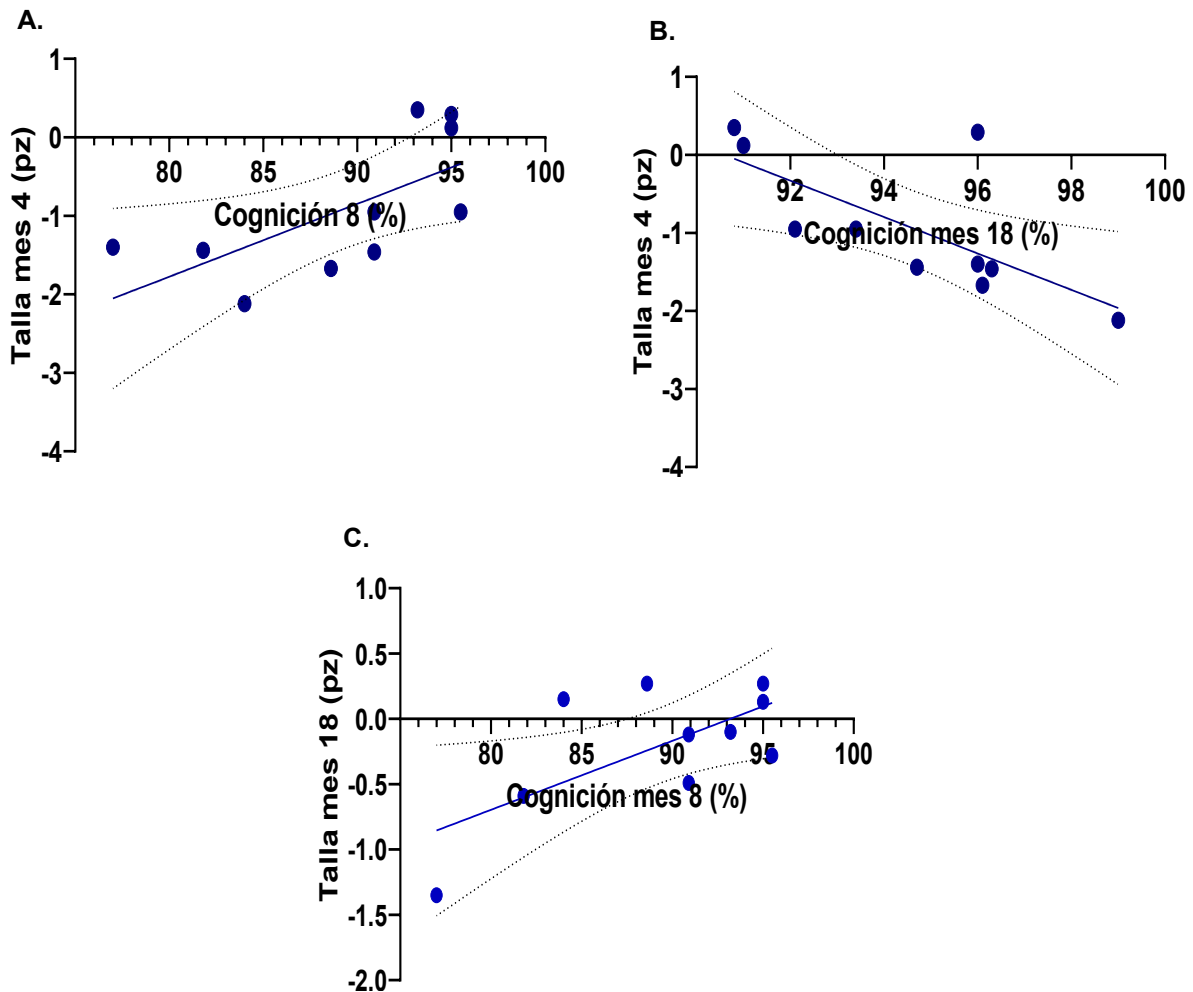 A.
1
0
-1
-2
-3
-4
80 85 90 95 100
Talla mes 4 (pz)
Cognición 8 (%)
B.
1
0
-1
-2
-3
-4
92 94 96 98 100
Talla mes 4 (pz)
Cognición mes 18 (%)
C.
1.0
0.5
0.0
-0.5
-1.0
-1.5
-2.0
80 85 90 95 100
Talla mes 18 (pz)
Cognición mes 8 (%)